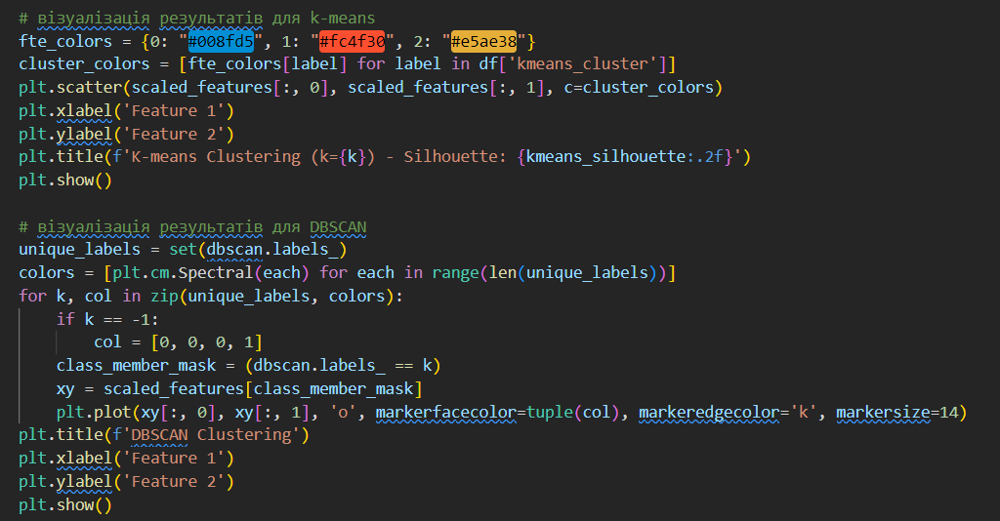 # візуалізація результатів для k-means
fte_colors = {0: "#008fd5", 1: "#fc4f30", 2: "#e5ae38"}
cluster_colors = [fte_colors[label] for label in df['kmeans_cluster']]
plt.scatter(scaled_features[:, 0], scaled_features[:, 1], c=cluster_colors)
plt.xlabel('Feature 1')
plt.ylabel('Feature 2')
plt.title(f'K-means Clustering (k={k}) - Silhouette: {kmeans_silhouette:.2f}')
plt.show()

# візуалізація результатів для DBSCAN
unique_labels = set(dbscan.labels_)
colors = [plt.cm.Spectral(each) for each in range(len(unique_labels))]
for k, col in zip(unique_labels, colors):
    if k == -1:
        col = [0, 0, 0, 1]
    class_member_mask = (dbscan.labels_ == k)
    xy = scaled_features[class_member_mask]
    plt.plot(xy[:, 0], xy[:, 1], 'o', markerfacecolor=tuple(col), markeredgecolor='k', markersize=14)
plt.title(f'DBSCAN Clustering')
plt.xlabel('Feature 1')
plt.ylabel('Feature 2')
plt.show()